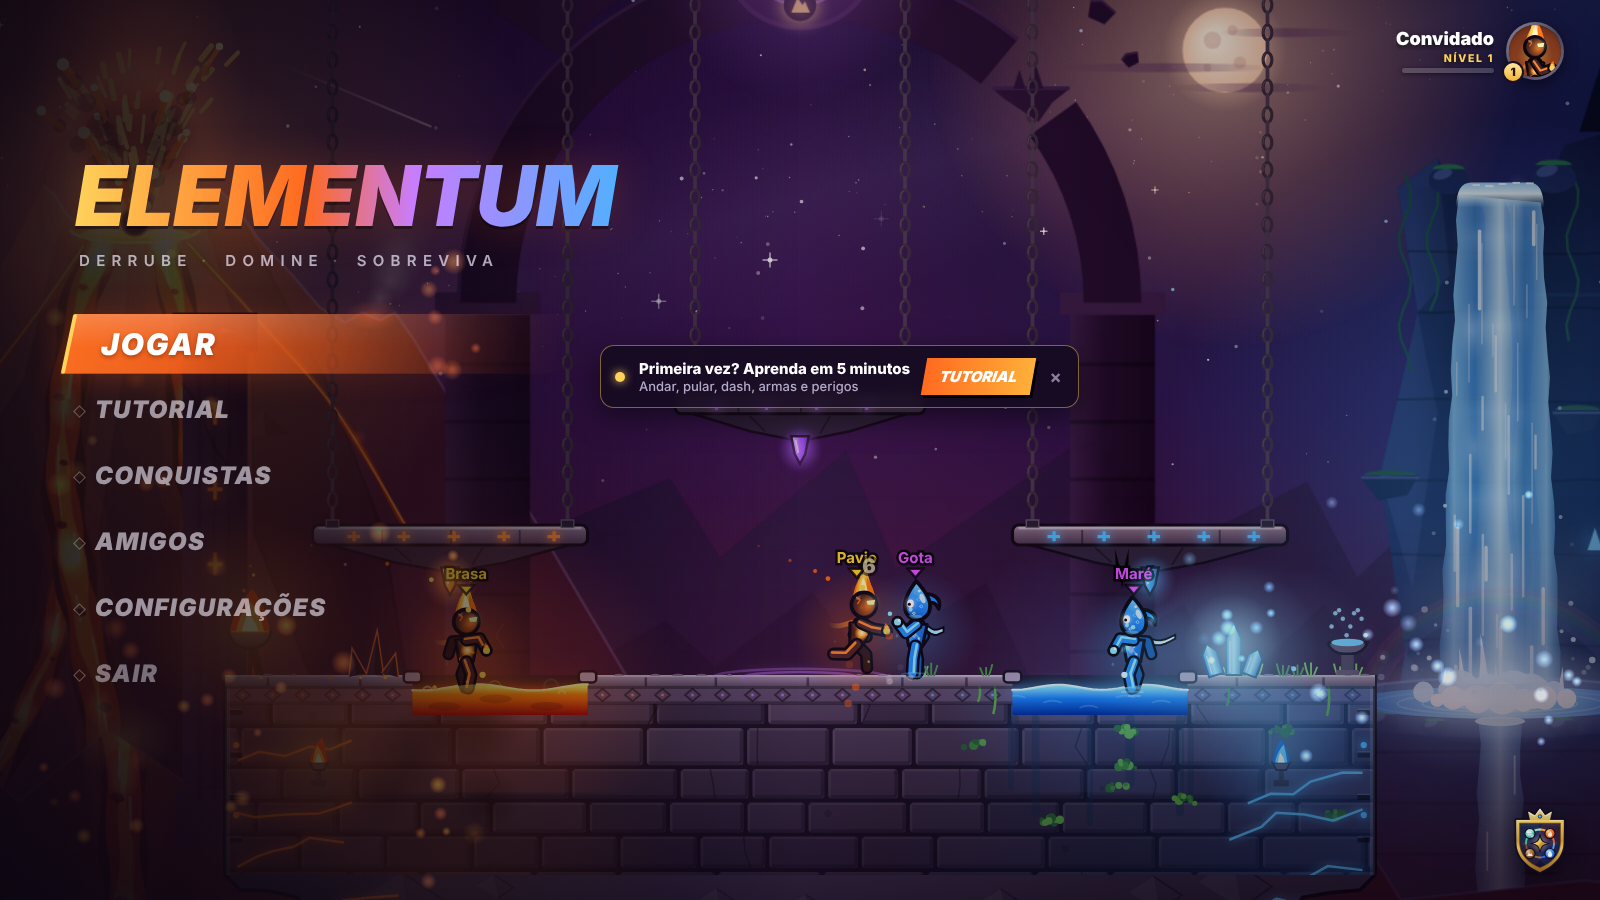 Convidado
NÍVEL 1
1
ELEMENTUM
DERRUBE · DOMINE · SOBREVIVA
JOGAR
TUTORIAL
CONQUISTAS
AMIGOS
CONFIGURAÇÕES
SAIR
Primeira vez? Aprenda em 5 minutos
Andar, pular, dash, armas e perigos
TUTORIAL
×
Brasa
Pavio
6
Gota
Maré